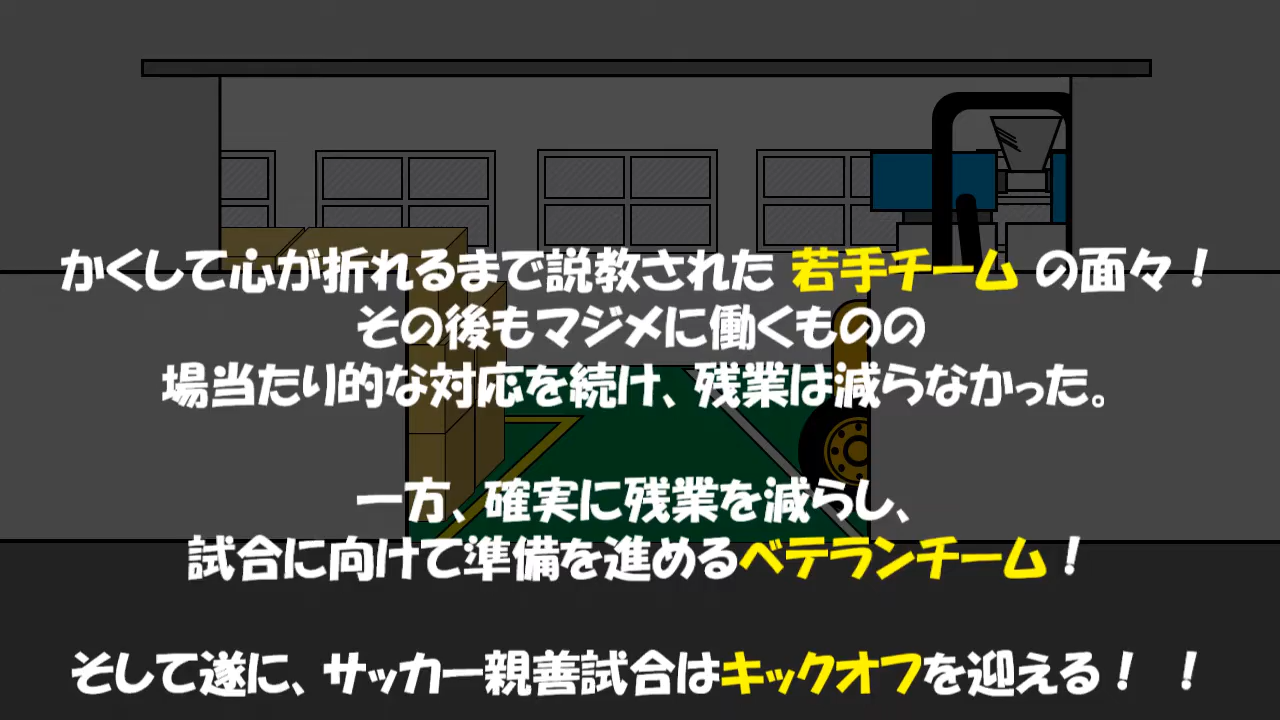 かくして心が折れるまで説教された 若手チーム の面々！
その後もマジメに働くものの
場当たり的な対応を続け、残業は減らなかった。
一方、確実に残業を減らし、
試合に向けて準備を進めるベテランチーム！
そして遂に、サッカー親善試合はキックオフを迎える！　！